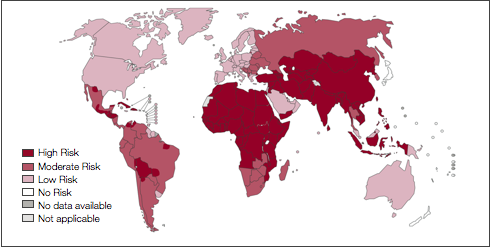 High Risk
Moderate Risk
Low Risk
No Risk
No data available
Not applicable